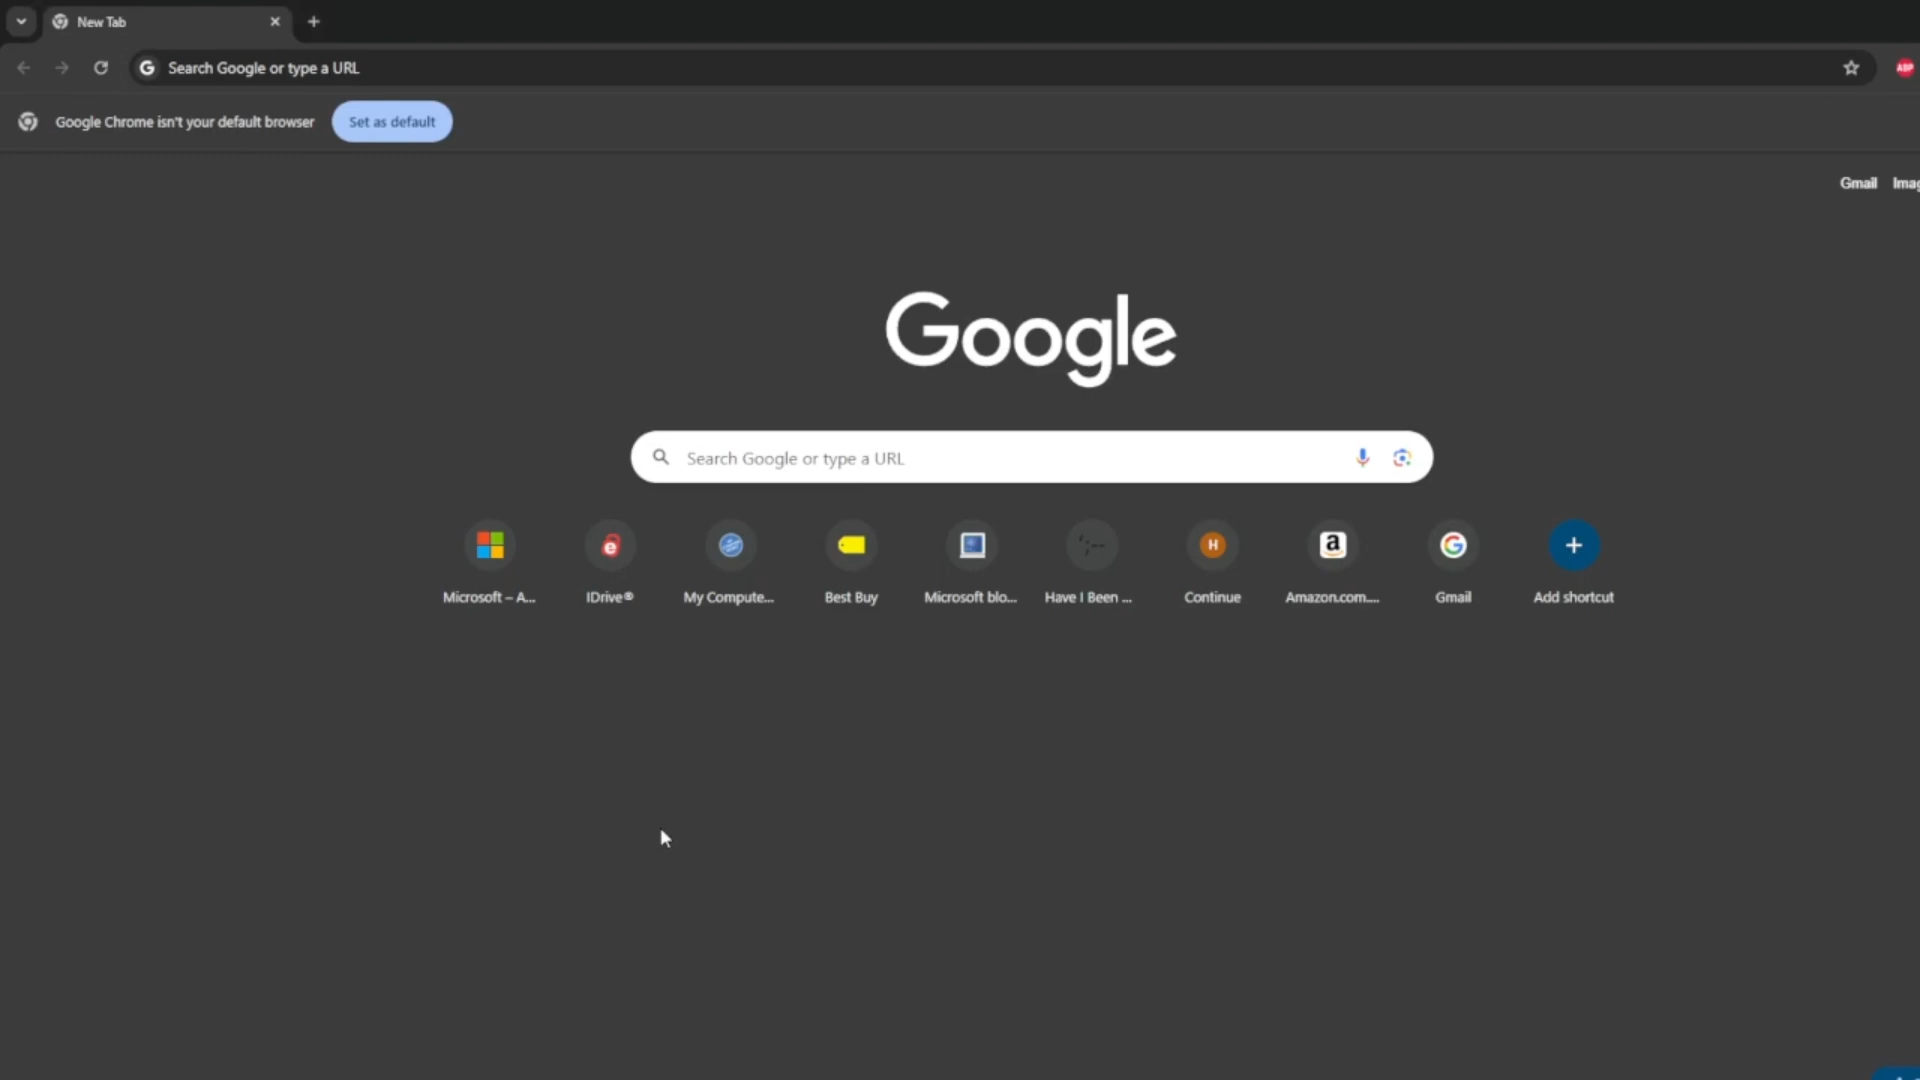 New Tab
Search Google or type a URL
Google Chrome isn't your default browser
Set as default
Gmail
Google
Search Google or type a URL
Microsoft – A...
IDrive®
My Compute...
Best Buy
Microsoft blo...
Have I Been ...
Continue
Amazon.com....
Gmail
Add shortcut
ABP
H